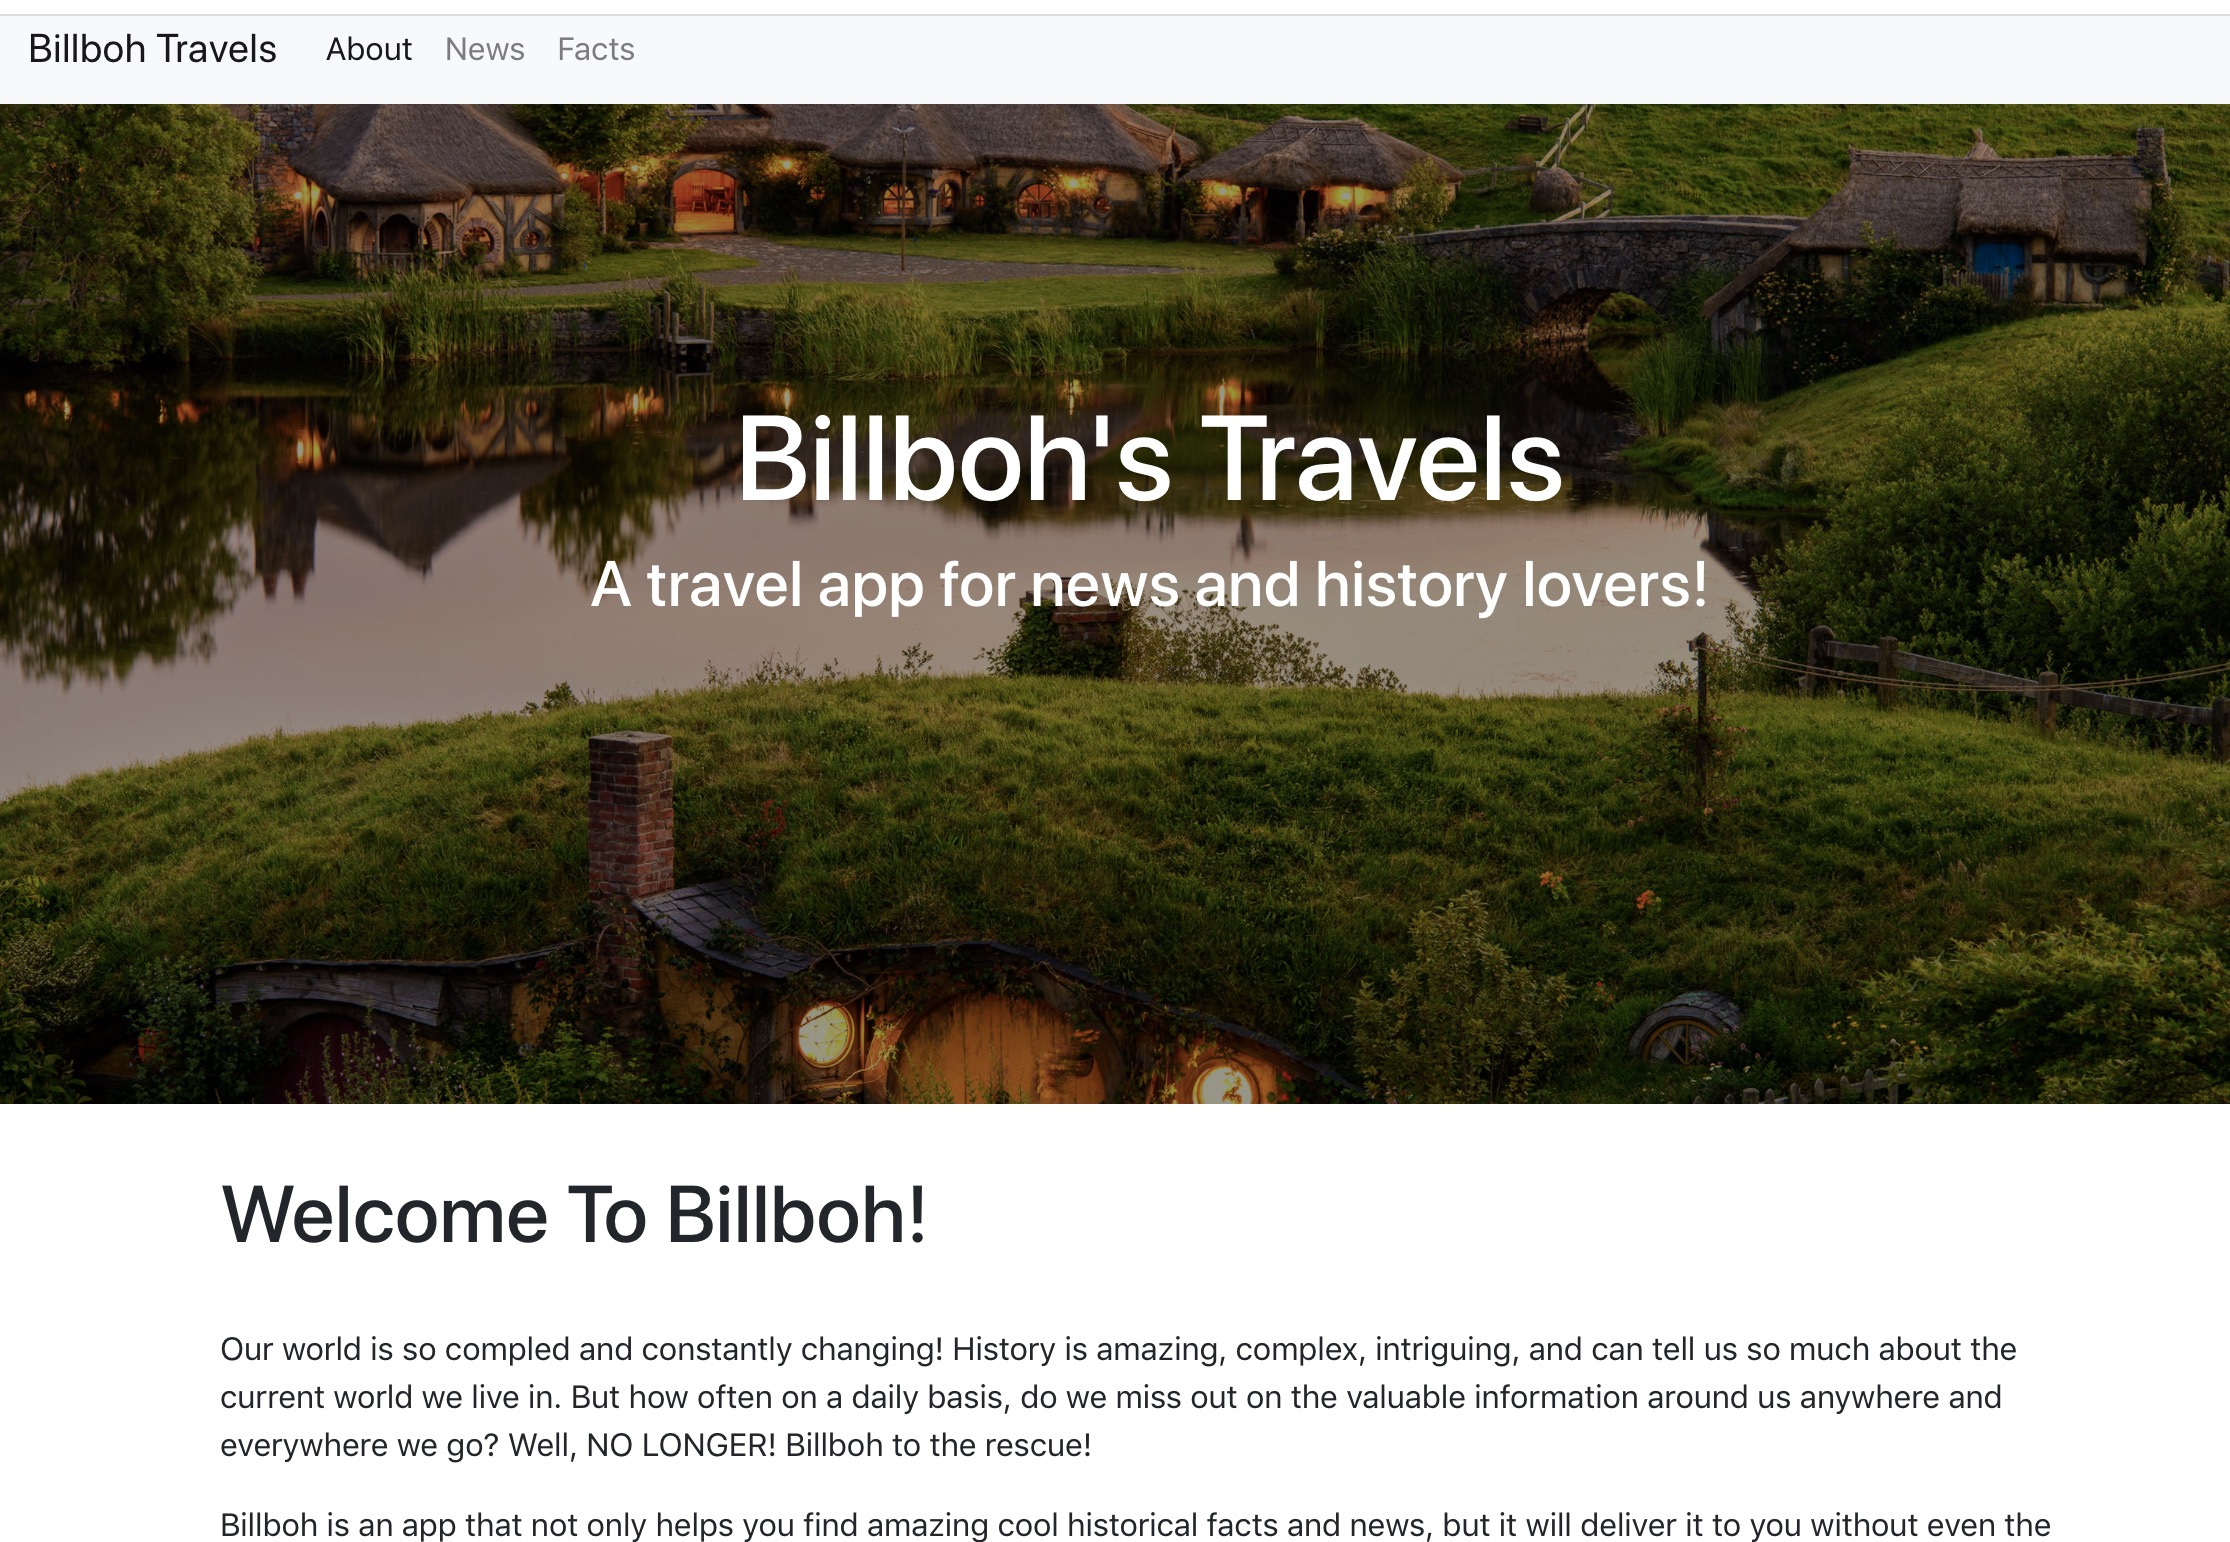 Billboh Travels About News Facts
Billboh's Travels
A travel app for news and history lovers!
Welcome To Billboh!
Our world is so compled and constantly changing! History is amazing, complex, intriguing, and can tell us so much about the
current world we live in. But how often on a daily basis, do we miss out on the valuable information around us anywhere and
everywhere we go? Well, NO LONGER! Billboh to the rescue!
Billboh is an app that not only helps you find amazing cool historical facts and news, but it will deliver it to you without even the